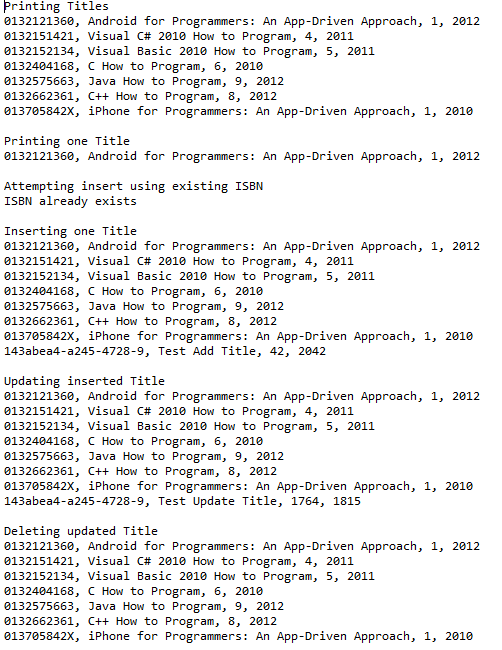 Printing Titles
0132121360, Android for Programmers: An App-Driven Approach, 1, 2012
0132151421, Visual C# 2010 How to Program, 4, 2011
0132152134, Visual Basic 2010 How to Program, 5, 2011
0132404168, C How to Program, 6, 2010
0132575663, Java How to Program, 9, 2012
0132662361, C++ How to Program, 8, 2012
013705842X, iPhone for Programmers: An App-Driven Approach, 1, 2010

Printing one Title
0132121360, Android for Programmers: An App-Driven Approach, 1, 2012

Attempting insert using existing ISBN
ISBN already exists

Inserting one Title
0132121360, Android for Programmers: An App-Driven Approach, 1, 2012
0132151421, Visual C# 2010 How to Program, 4, 2011
0132152134, Visual Basic 2010 How to Program, 5, 2011
0132404168, C How to Program, 6, 2010
0132575663, Java How to Program, 9, 2012
0132662361, C++ How to Program, 8, 2012
013705842X, iPhone for Programmers: An App-Driven Approach, 1, 2010
143abea4-a245-4728-9, Test Add Title, 42, 2042

Updating inserted Title
0132121360, Android for Programmers: An App-Driven Approach, 1, 2012
0132151421, Visual C# 2010 How to Program, 4, 2011
0132152134, Visual Basic 2010 How to Program, 5, 2011
0132404168, C How to Program, 6, 2010
0132575663, Java How to Program, 9, 2012
0132662361, C++ How to Program, 8, 2012
013705842X, iPhone for Programmers: An App-Driven Approach, 1, 2010
143abea4-a245-4728-9, Test Update Title, 1764, 1815

Deleting updated Title
0132121360, Android for Programmers: An App-Driven Approach, 1, 2012
0132151421, Visual C# 2010 How to Program, 4, 2011
0132152134, Visual Basic 2010 How to Program, 5, 2011
0132404168, C How to Program, 6, 2010
0132575663, Java How to Program, 9, 2012
0132662361, C++ How to Program, 8, 2012
013705842X, iPhone for Programmers: An App-Driven Approach, 1, 2010